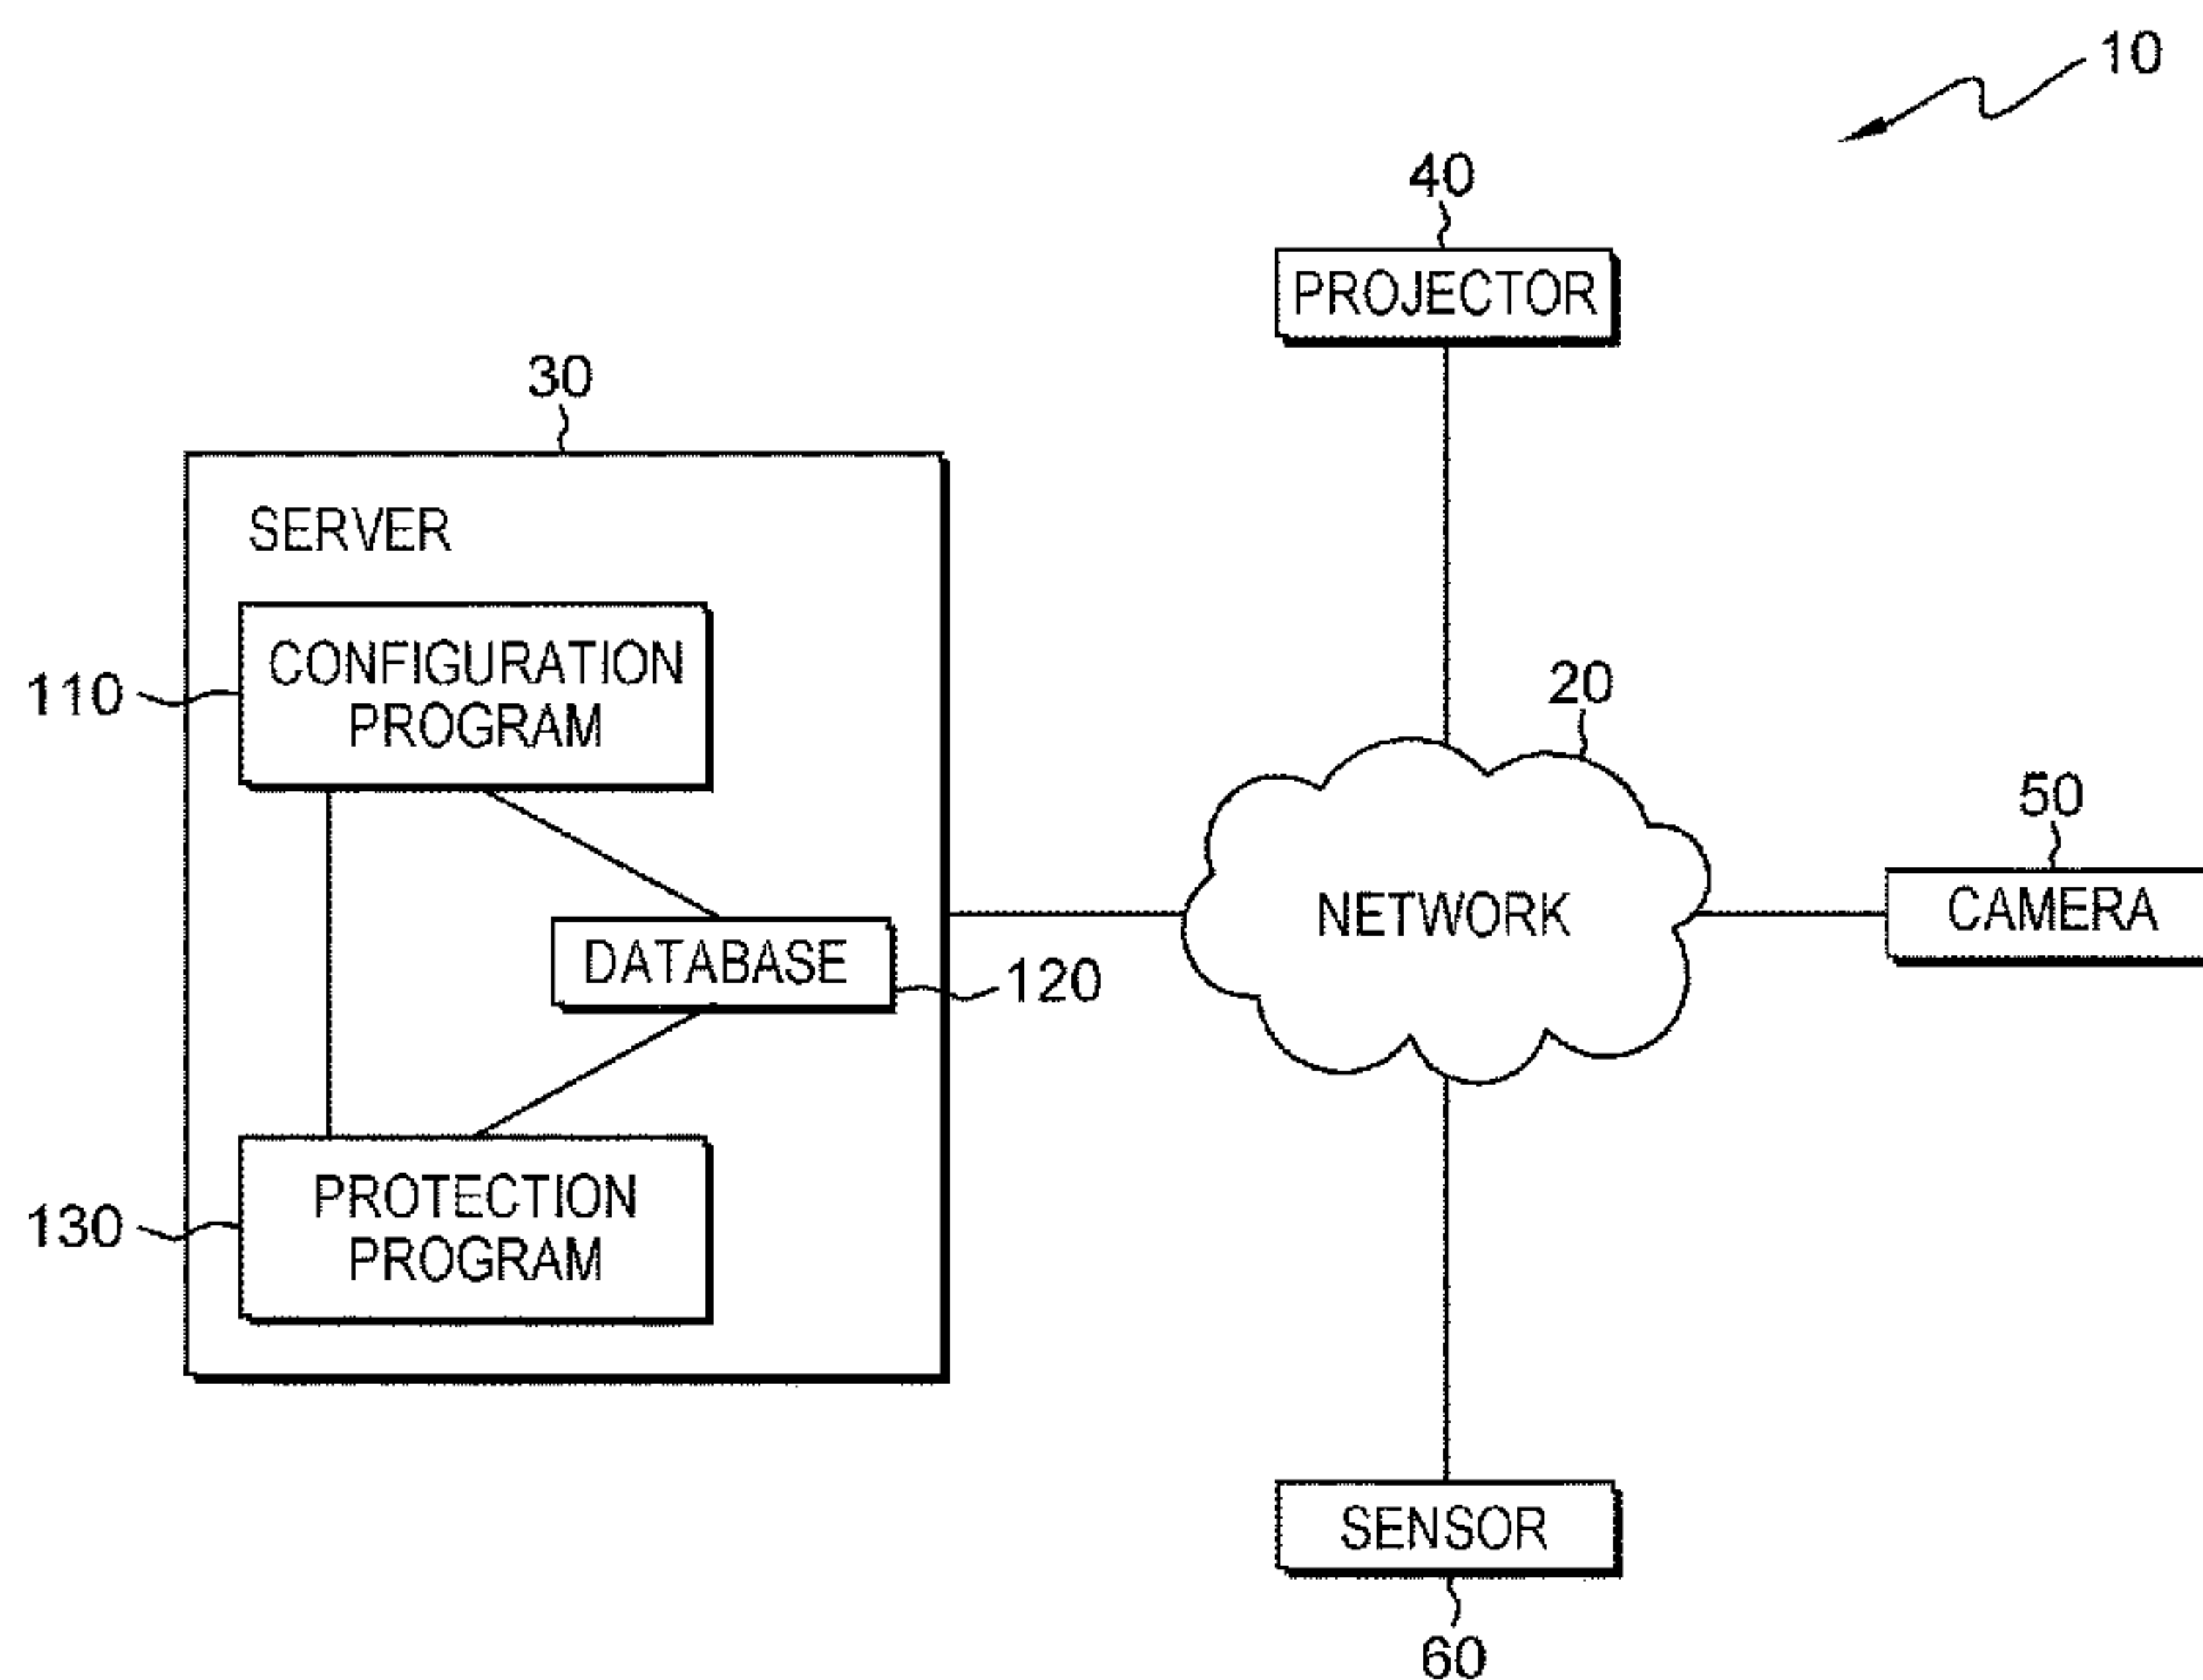 10
40
PROJECTOR
30
SERVER
CONFIGURATION
PROGRAM
110
20
50
CAMERA
NETWORK
DATABASE
120
PROTECTION
PROGRAM
130
SENSOR
60